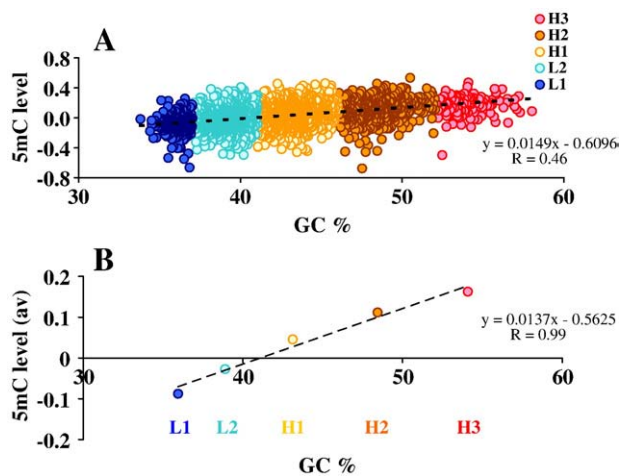 H3
H2
H1
L2
L1
A
5mC level
0.8
0.4
0.0
-0.4
-0.8
y = 0.0149x - 0.6096
R = 0.46
30 40 50 60
GC %
B
5mC level (av)
0.2
0.1
0
-0.1
-0.2
y = 0.0137x - 0.5625
R = 0.99
30 40 50 60
L1 L2 H1 H2 H3
GC %